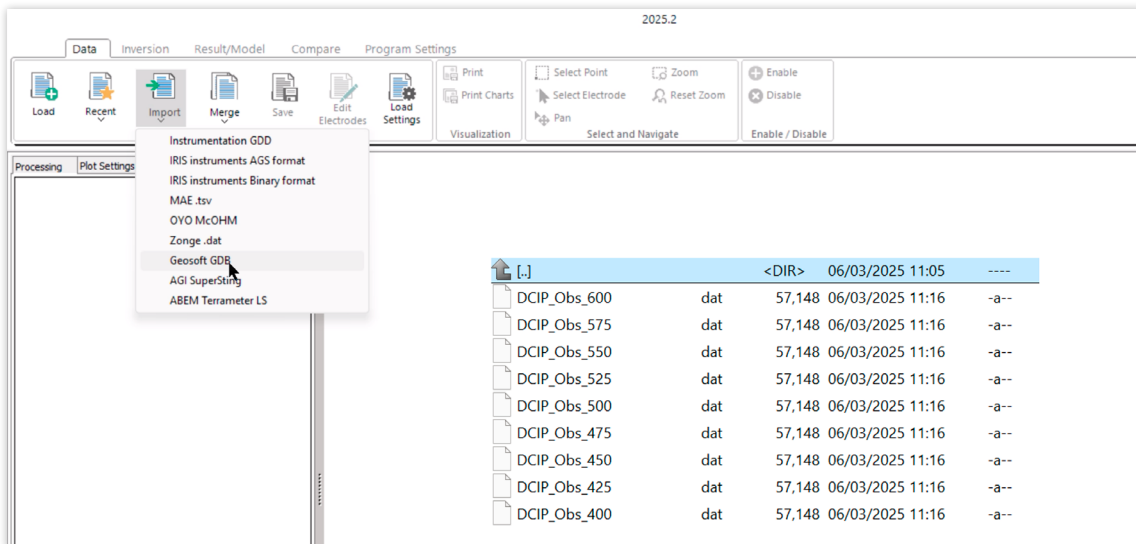 2025.2
Data Inversion Result/Model Compare Program Settings
Load Recent Import Merge Save Edit Electrodes Load Settings
Print
Print Charts
Visualization
Select Point
Select Electrode
Pan
Zoom
Reset Zoom
Select and Navigate
Enable
Disable
Enable / Disable
Processing Plot Settings
Instrumentation GDD
IRIS instruments AGS format
IRIS instruments Binary format
MAE .tsv
OYO McOHM
Zonge .dat
Geosoft GDB
AGI SuperSting
ABEM Terrameter LS
[..] <DIR> 06/03/2025 11:05 ----
DCIP_Obs_600 dat 57,148 06/03/2025 11:16 -a--
DCIP_Obs_575 dat 57,148 06/03/2025 11:16 -a--
DCIP_Obs_550 dat 57,148 06/03/2025 11:16 -a--
DCIP_Obs_525 dat 57,148 06/03/2025 11:16 -a--
DCIP_Obs_500 dat 57,148 06/03/2025 11:16 -a--
DCIP_Obs_475 dat 57,148 06/03/2025 11:16 -a--
DCIP_Obs_450 dat 57,148 06/03/2025 11:16 -a--
DCIP_Obs_425 dat 57,148 06/03/2025 11:16 -a--
DCIP_Obs_400 dat 57,148 06/03/2025 11:16 -a--